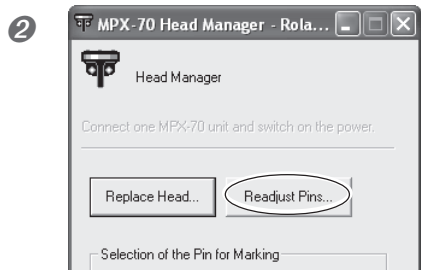 2
MPX-70 Head Manager - Rola...
Head Manager
Connect one MPX-70 unit and switch on the power.
Replace Head...
Readjust Pins...
Selection of the Pin for Marking